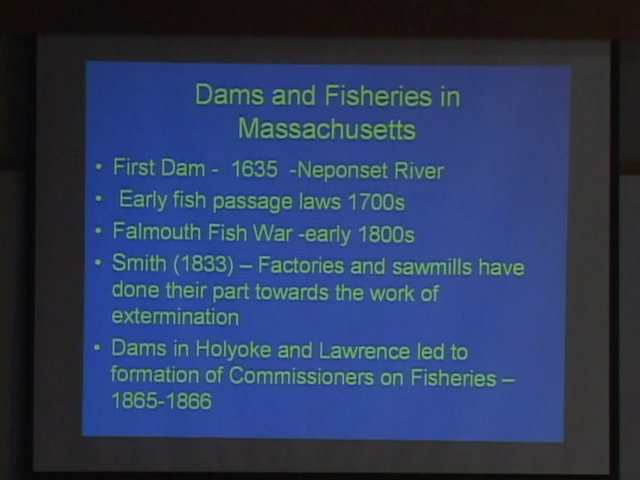 Dams and Fisheries in
Massachusetts
• First Dam - 1635 -Neponset River
• Early fish passage laws 1700s
• Falmouth Fish War -early 1800s
• Smith (1833) – Factories and sawmills have
done their part towards the work of
extermination
• Dams in Holyoke and Lawrence led to
formation of Commissioners on Fisheries –
1865-1866